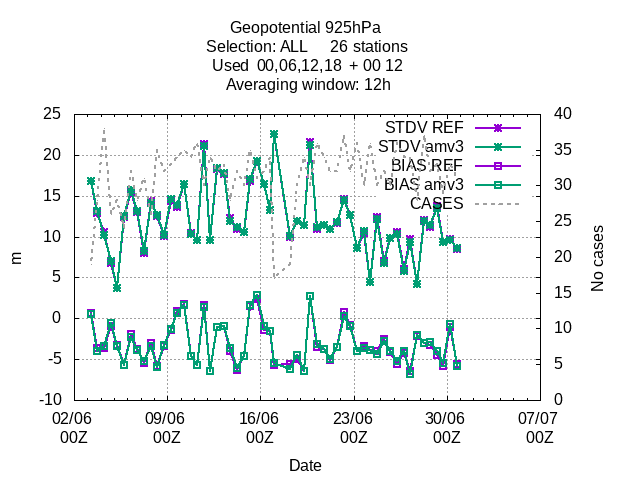 Geopotential 925hPa
Selection: ALL     26 stations
Used  00,06,12,18  + 00 12
Averaging window: 12h
25
20
15
10
5
0
-5
-10
m
40
35
30
25
20
15
10
5
0
No cases
STDV REF
STDV amv3
BIAS REF
BIAS amv3
CASES
02/06 09/06 16/06 23/06 30/06 07/07
00Z 00Z 00Z 00Z 00Z 00Z
Date